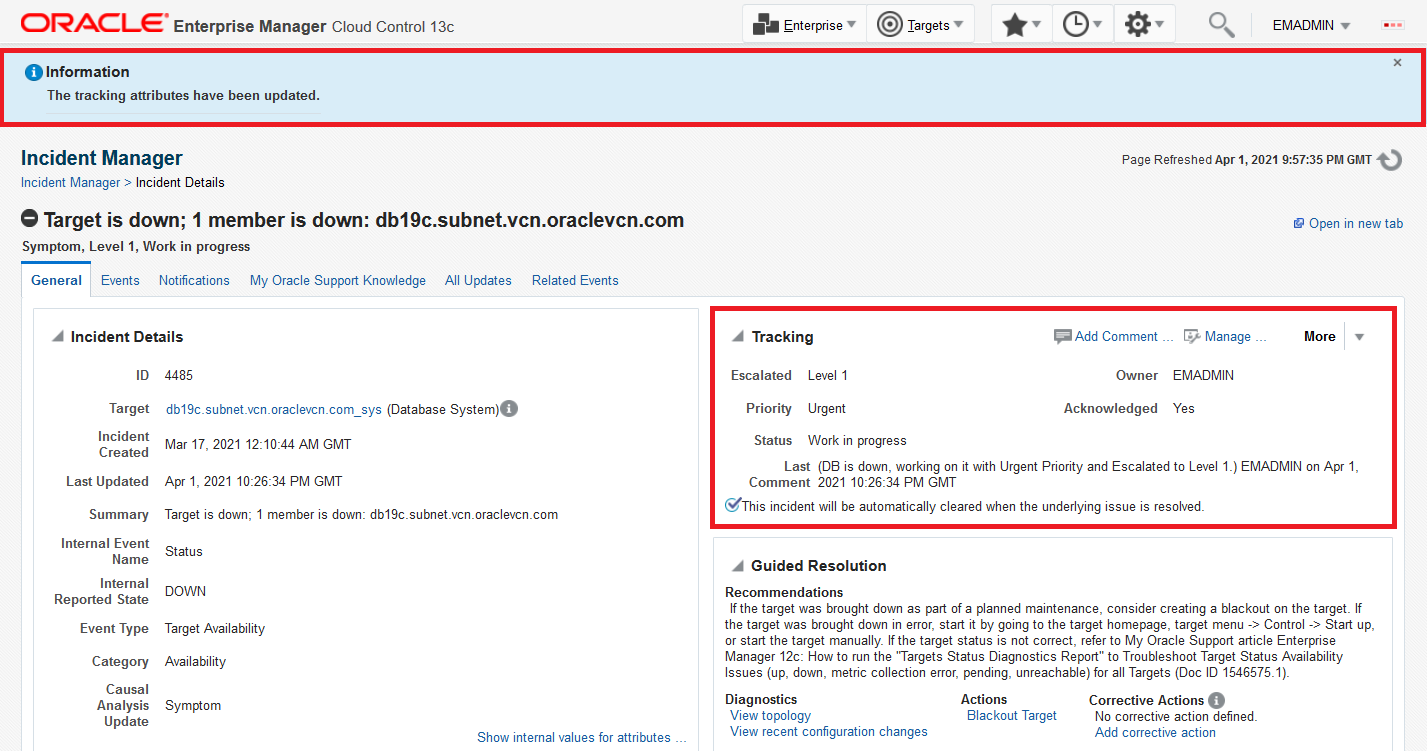 ORACLE Enterprise Manager Cloud Control 13c
Enterprise
Targets
EMADMIN
Information
The tracking attributes have been updated.
Incident Manager
Page Refreshed Apr 1, 2021 9:57:35 PM GMT
Incident Manager > Incident Details
Target is down; 1 member is down: db19c.subnet.vcn.oraclevcn.com
Open in new tab
Symptom, Level 1, Work in progress
General Events Notifications My Oracle Support Knowledge All Updates Related Events
Incident Details
ID 4485
Target db19c.subnet.vcn.oraclevcn.com_sys (Database System)
Incident Created Mar 17, 2021 12:10:44 AM GMT
Last Updated Apr 1, 2021 10:26:34 PM GMT
Summary Target is down; 1 member is down: db19c.subnet.vcn.oraclevcn.com
Internal Event Name Status
Internal Reported State DOWN
Event Type Target Availability
Category Availability
Causal Analysis Update Symptom
Show internal values for attributes ...
Tracking
Add Comment ... Manage ... More
Escalated Level 1 Owner EMADMIN
Priority Urgent Acknowledged Yes
Status Work in progress
Last Comment (DB is down, working on it with Urgent Priority and Escalated to Level 1.) EMADMIN on Apr 1,
2021 10:26:34 PM GMT
This incident will be automatically cleared when the underlying issue is resolved.
Guided Resolution
Recommendations
If the target was brought down as part of a planned maintenance, consider creating a blackout on the target. If
the target was brought down in error, start it by going to the target homepage, target menu -> Control -> Start up,
or start the target manually. If the target status is not correct, refer to My Oracle Support article Enterprise
Manager 12c: How to run the "Targets Status Diagnostics Report" to Troubleshoot Target Status Availability
Issues (up, down, metric collection error, pending, unreachable) for all Targets (Doc ID 1546575.1).
Diagnostics Actions Corrective Actions
View topology Blackout Target No corrective action defined.
View recent configuration changes Add corrective action